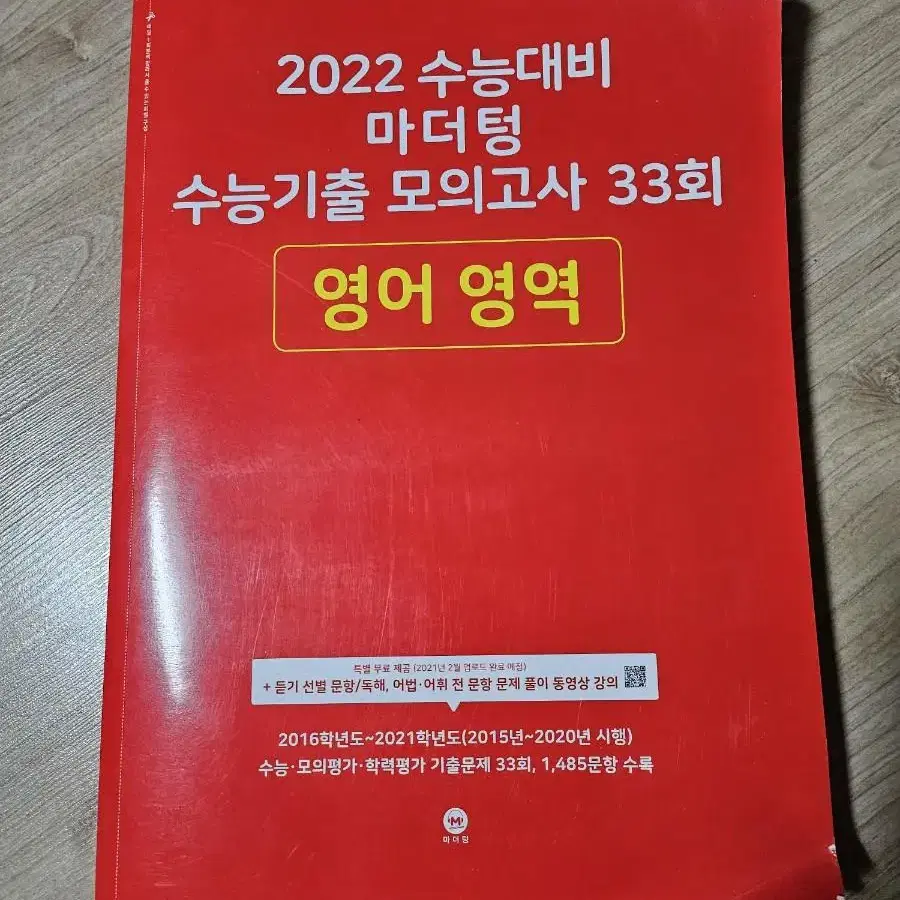 2022 수능대비
마더텅
수능기출 모의고사 33회
영어 영역
특별 무료 제공 (2021년 2월 업로드 완료 예정)
+ 듣기 선별 문항/독해, 어법·어휘 전 문항 문제 풀이 동영상 강의
2016학년도~2021학년도(2015년~2020년 시행)
수능·모의평가·학력평가 기출문제 33회, 1,485문항 수록
M
마더텅